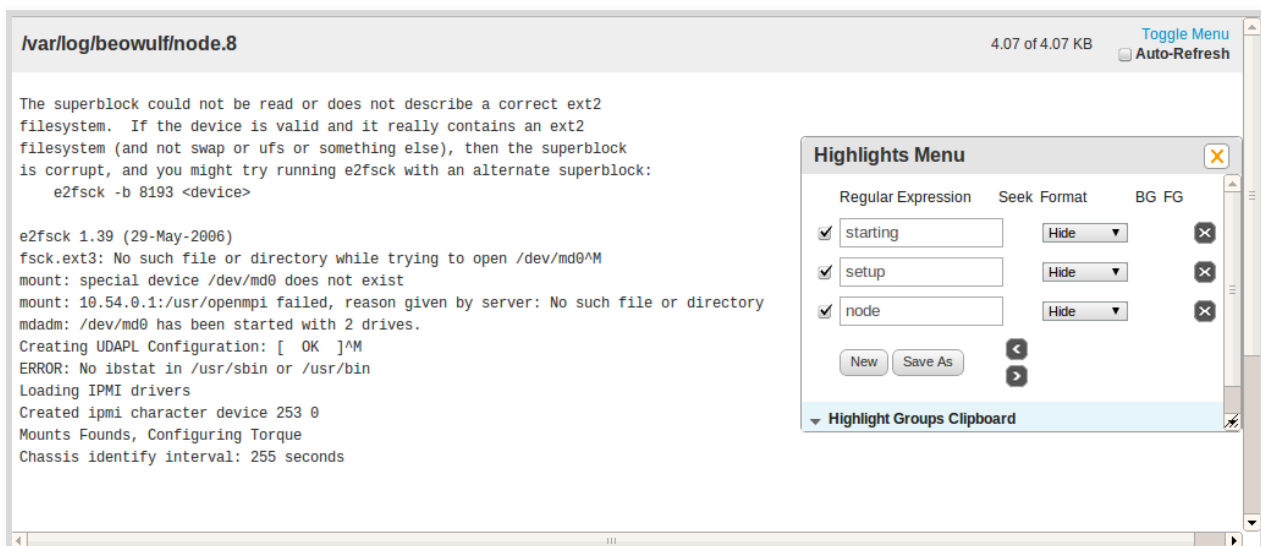 /var/log/beowulf/node.8
4.07 of 4.07 KB
Toggle Menu
Auto-Refresh
The superblock could not be read or does not describe a correct ext2
filesystem.  If the device is valid and it really contains an ext2
filesystem (and not swap or ufs or something else), then the superblock
is corrupt, and you might try running e2fsck with an alternate superblock:
    e2fsck -b 8193 <device>
e2fsck 1.39 (29-May-2006)
fsck.ext3: No such file or directory while trying to open /dev/md0^M
mount: special device /dev/md0 does not exist
mount: 10.54.0.1:/usr/openmpi failed, reason given by server: No such file or directory
mdadm: /dev/md0 has been started with 2 drives.
Creating UDAPL Configuration: [  OK  ]^M
ERROR: No ibstat in /usr/sbin or /usr/bin
Loading IPMI drivers
Created ipmi character device 253 0
Mounts Founds, Configuring Torque
Chassis identify interval: 255 seconds
Highlights Menu
Regular Expression Seek Format BG FG
starting Hide
setup Hide
node Hide
New Save As
Highlight Groups Clipboard